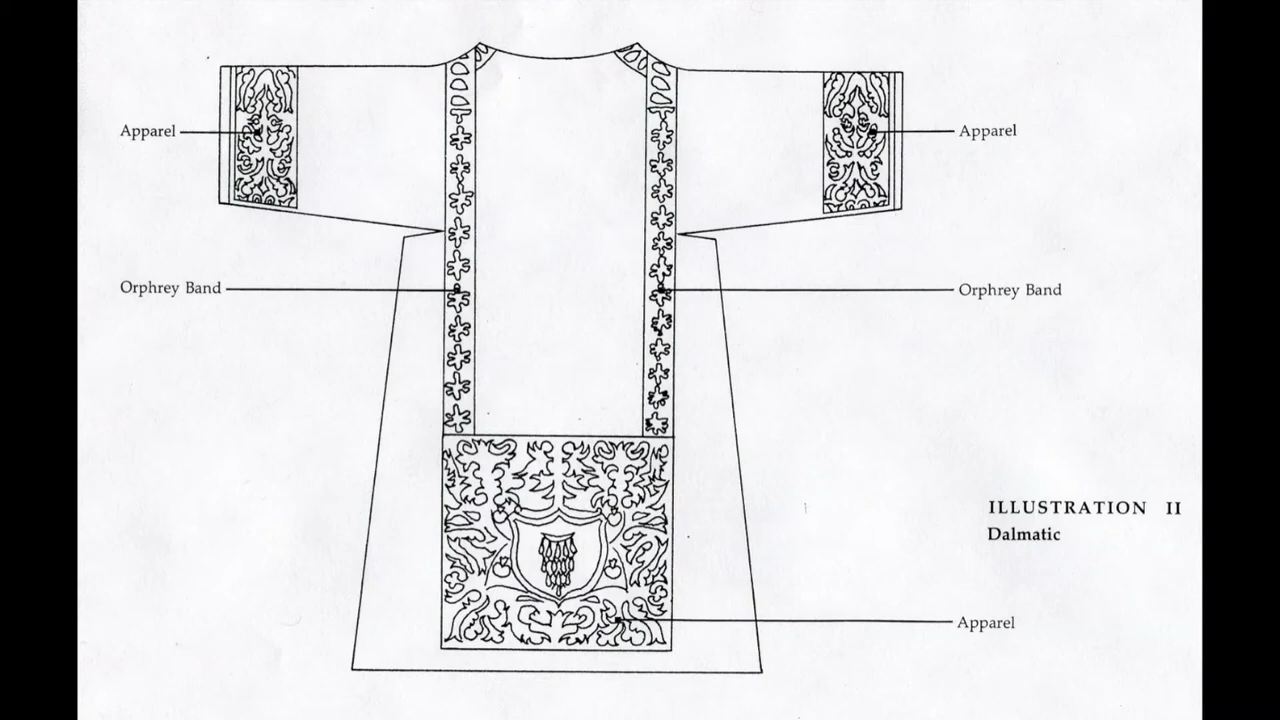 Apparel
Apparel
Orphrey Band
Orphrey Band
ILLUSTRATION II
Dalmatic
Apparel